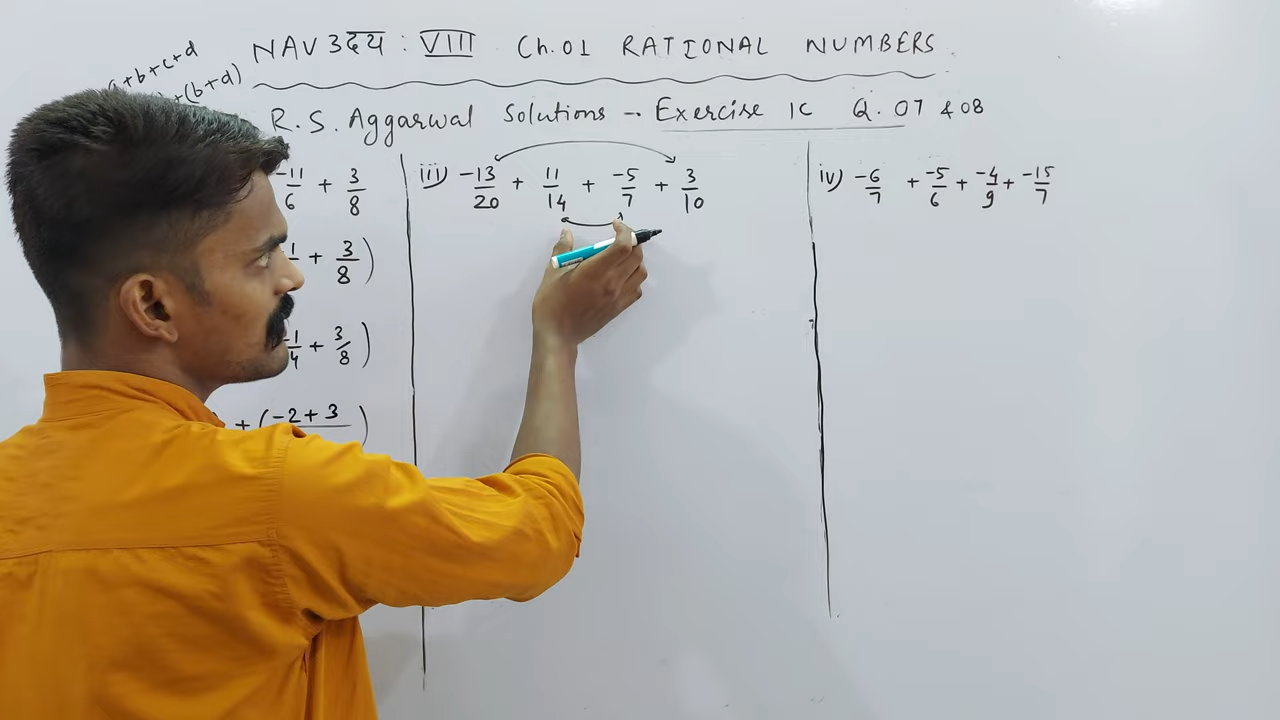 NAV उदय : VIII Ch.01 RATIONAL NUMBERS
a+b+c+d
+(b+d)
R.S. Aggarwal Solutions -- Exercise 1C Q. 07 & 08
-11/6 + 3/8
+ 3/8)
-1/4 + 3/8)
+ (-2+3
iii) -13/20 + 11/14 + -5/7 + 3/10
iv) -6/7 + -5/6 + -4/9 + -15/7